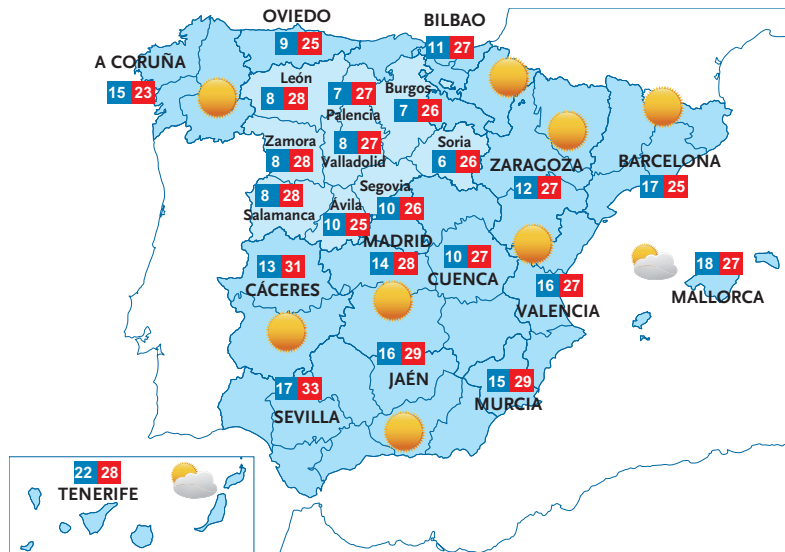 OVIEDO
9 25
BILBAO
11 27
A CORUÑA
15 23
León
8 28
7 27
Palencia
Burgos
7 26
Zamora
8 28
8 27
Valladolid
Soria
6 26
ZARAGOZA
12 27
BARCELONA
17 25
8 28
Salamanca
Ávila
10 25
Segovia
10 26
MADRID
14 28
10 27
CUENCA
13 31
CÁCERES
16 27
VALENCIA
18 27
MALLORCA
16 29
JAÉN
15 29
MURCIA
17 33
SEVILLA
22 28
TENERIFE